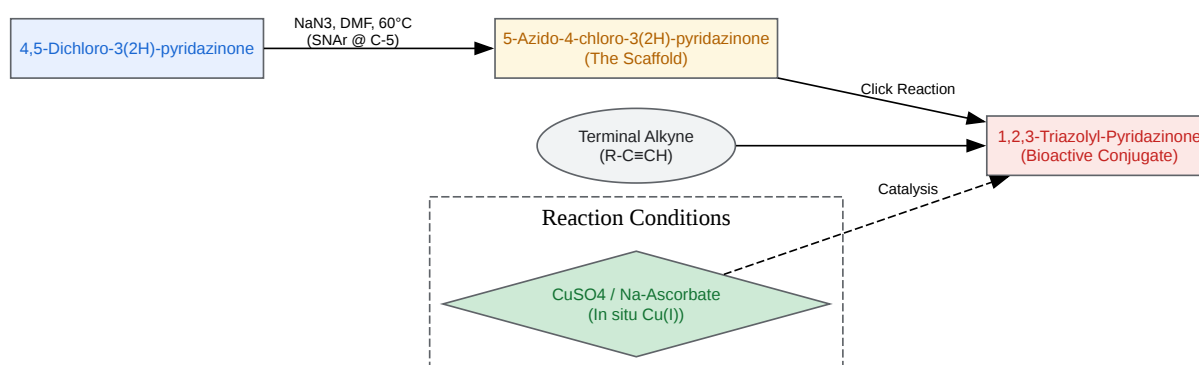 4,5-Dichloro-3(2H)-pyridazinone
NaN3, DMF, 60°C
(SNAr @ C-5)
5-Azido-4-chloro-3(2H)-pyridazinone
(The Scaffold)
Click Reaction
Terminal Alkyne
(R-C≡CH)
1,2,3-Triazolyl-Pyridazinone
(Bioactive Conjugate)
Catalysis
Reaction Conditions
CuSO4 / Na-Ascorbate
(In situ Cu(I))